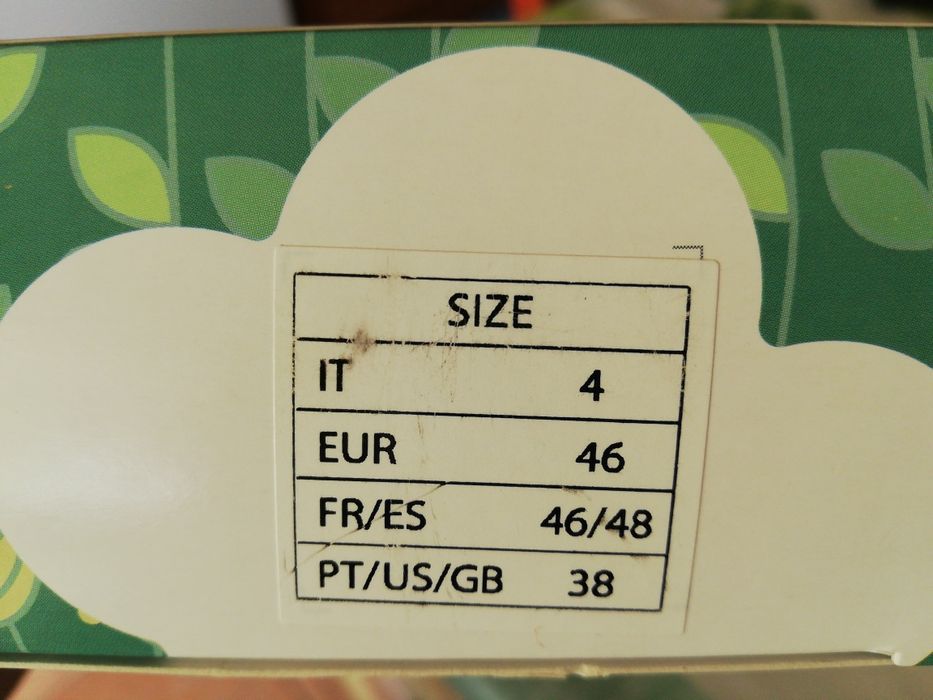 SIZE
IT 4
EUR 46
FR/ES 46/48
PT/US/GB 38